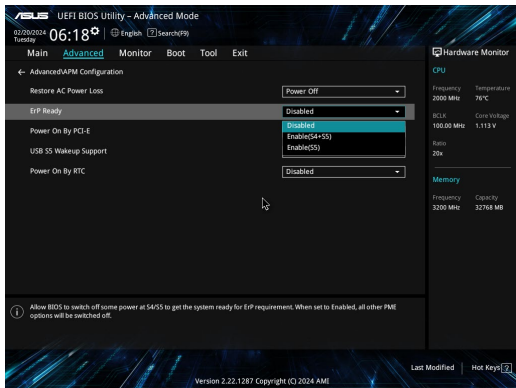 ASUS UEFI BIOS Utility – Advanced Mode
02/20/2024 Tuesday 06:18 English Search(F9)
Main Advanced Monitor Boot Tool Exit
Hardware Monitor
Advanced\APM Configuration
Restore AC Power Loss Power Off
ErP Ready Disabled
Disabled
Enable(S4+S5)
Enable(S5)
Power On By PCI-E
USB S5 Wakeup Support
Power On By RTC Disabled
CPU
Frequency Temperature
2000 MHz 76°C
BCLK Core Voltage
100.00 MHz 1.113 V
Ratio
20x
Memory
Frequency Capacity
3200 MHz 32768 MB
Allow BIOS to switch off some power at S4/S5 to get the system ready for ErP requirement. When set to Enabled, all other PME
options will be switched off.
Last Modified Hot Keys ?
Version 2.22.1287 Copyright (C) 2024 AMI